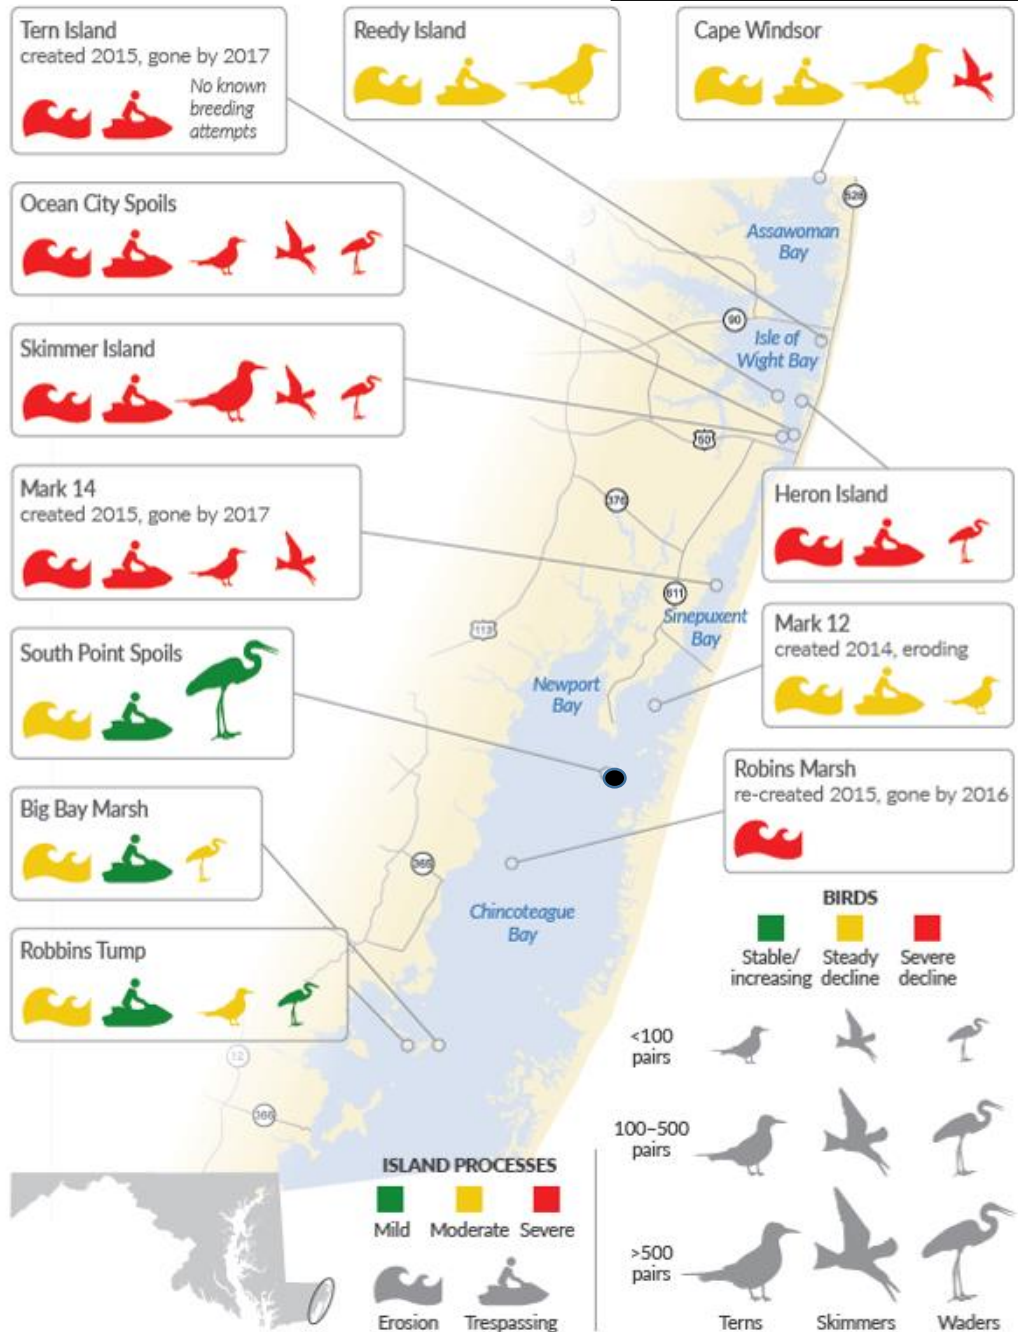 Tern Island
created 2015, gone by 2017
No known
breeding
attempts
Reedy Island
Cape Windsor
Ocean City Spoils
Skimmer Island
Mark 14
created 2015, gone by 2017
South Point Spoils
Big Bay Marsh
Robbins Tump
528
Assawoman
Bay
90
Isle of
Wight Bay
50
376
611
Sinepuxent
Bay
113
Newport
Bay
Heron Island
Mark 12
created 2014, eroding
Robins Marsh
re-created 2015, gone by 2016
Chincoteague
Bay
12
366
BIRDS
Stable/
increasing
Steady
decline
Severe
decline
<100
pairs
100–500
pairs
>500
pairs
Terns
Skimmers
Waders
ISLAND PROCESSES
Mild
Moderate
Severe
Erosion
Trespassing